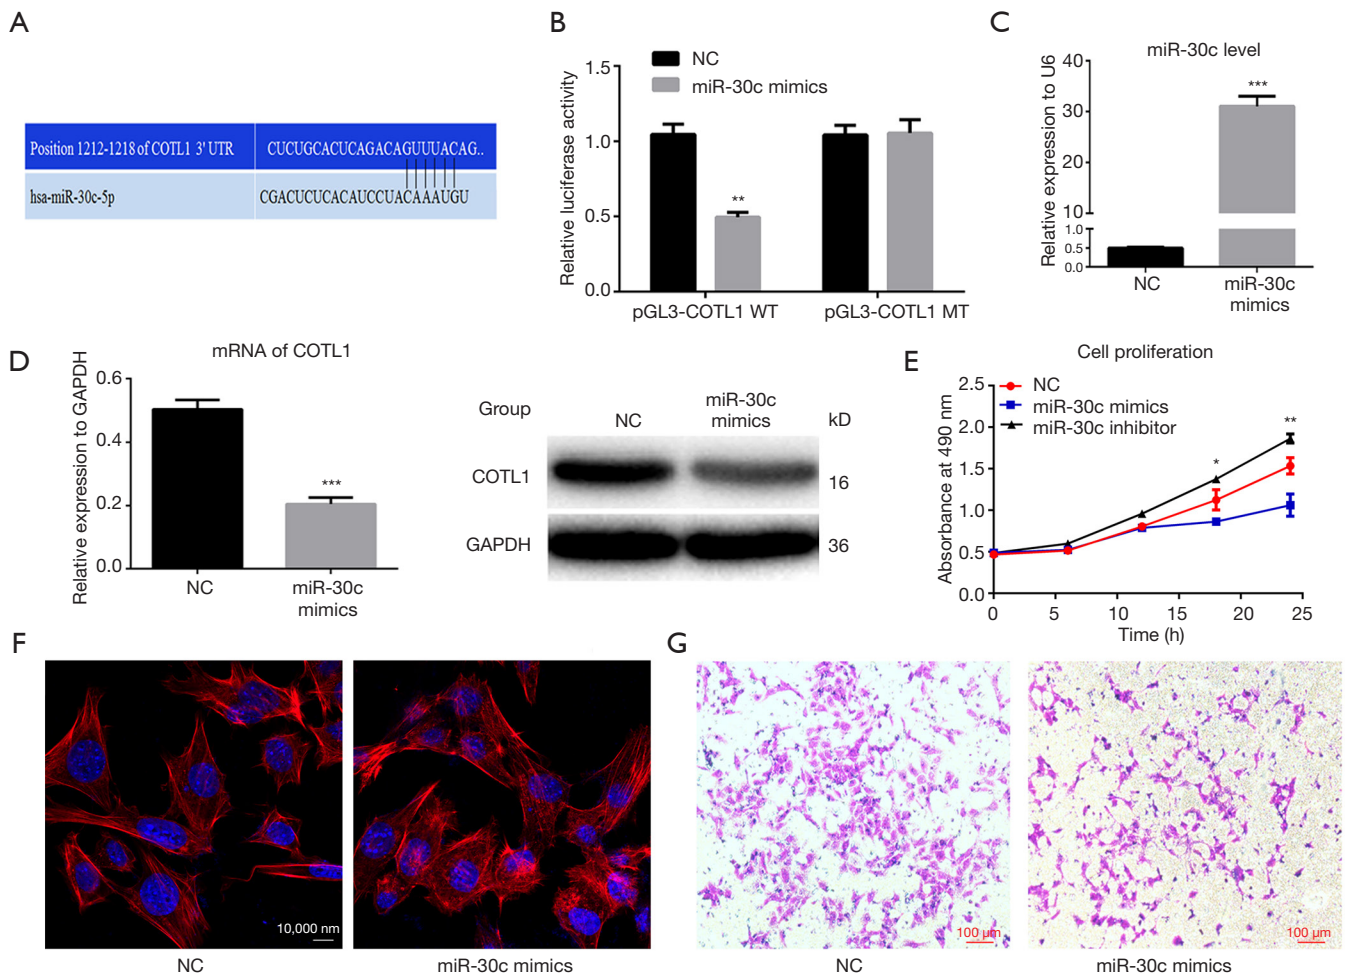 A
Position 1212-1218 of COTL1 3' UTR CUCUGCACUCAGACAGUUUACAG..
hsa-miR-30c-5p CGACUCUCACAUCCUACAAAUGU
B
NC
miR-30c mimics
Relative luciferase activity
1.5
1.0
0.5
0.0
**
pGL3-COTL1 WT pGL3-COTL1 MT
C
miR-30c level
Relative expression to U6
40
30
20
10
1.0
0.5
0.0
***
NC miR-30c
mimics
D
mRNA of COTL1
Relative expression to GAPDH
0.6
0.4
0.2
0.0
***
NC miR-30c
mimics
Group NC miR-30c
mimics kD
COTL1 16
GAPDH 36
E
Cell proliferation
NC
miR-30c mimics
miR-30c inhibitor
Absorbance at 490 nm
2.5
2.0
1.5
1.0
0.5
0.0
*
**
0 5 10 15 20 25
Time (h)
F
10,000 nm
NC miR-30c mimics
G
100 µm 100 µm
NC miR-30c mimics